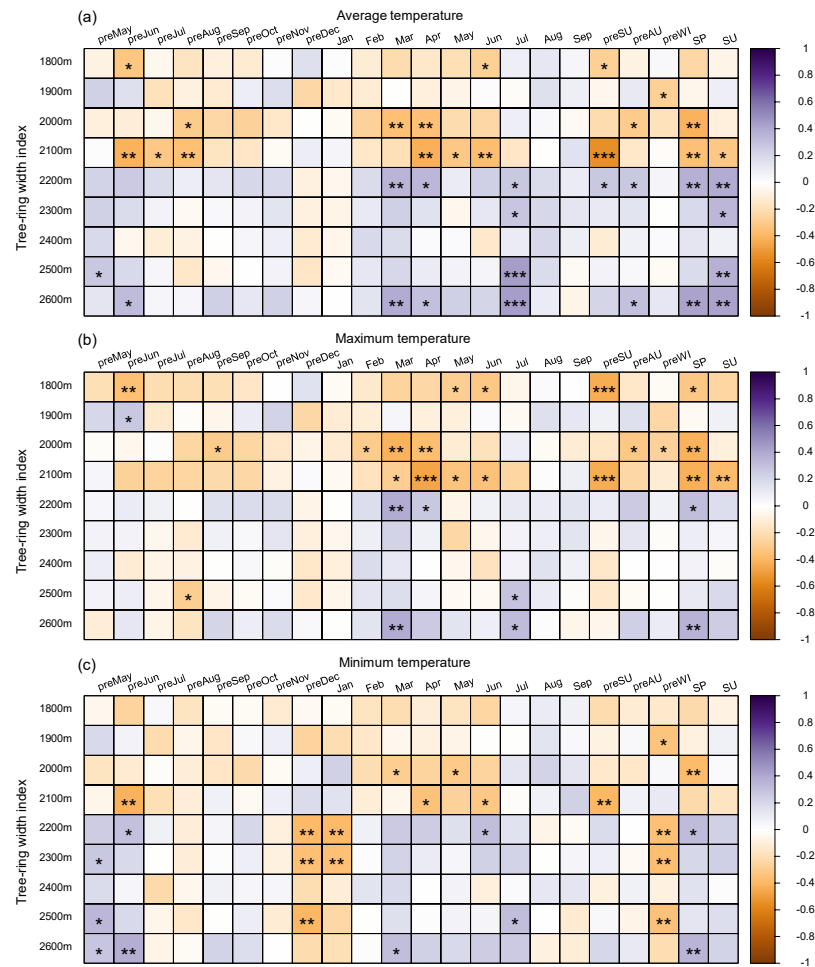 (a) Average temperature
preMay preJun preJul preAug preSep preOct preNov preDec Jan Feb Mar Apr May Jun Jul Aug Sep preSU preAU preWI SP SU
Tree-ring width index
1800m * * *
1900m *
2000m * ** ** * **
2100m ** * ** ** * ** *** ** *
2200m ** * * * * ** **
2300m * *
2400m
2500m * *** **
2600m * ** * *** * ** **
1
0.8
0.6
0.4
0.2
0
-0.2
-0.4
-0.6
-0.8
-1
(b) Maximum temperature
preMay preJun preJul preAug preSep preOct preNov preDec Jan Feb Mar Apr May Jun Jul Aug Sep preSU preAU preWI SP SU
Tree-ring width index
1800m ** * * *** *
1900m *
2000m * * ** ** * * **
2100m * *** * * *** ** **
2200m ** * *
2300m
2400m
2500m * *
2600m ** * **
1
0.8
0.6
0.4
0.2
0
-0.2
-0.4
-0.6
-0.8
-1
(c) Minimum temperature
preMay preJun preJul preAug preSep preOct preNov preDec Jan Feb Mar Apr May Jun Jul Aug Sep preSU preAU preWI SP SU
Tree-ring width index
1800m
1900m *
2000m * * **
2100m ** * * **
2200m * ** ** * ** *
2300m * ** ** **
2400m
2500m * ** * **
2600m * ** * **
1
0.8
0.6
0.4
0.2
0
-0.2
-0.4
-0.6
-0.8
-1